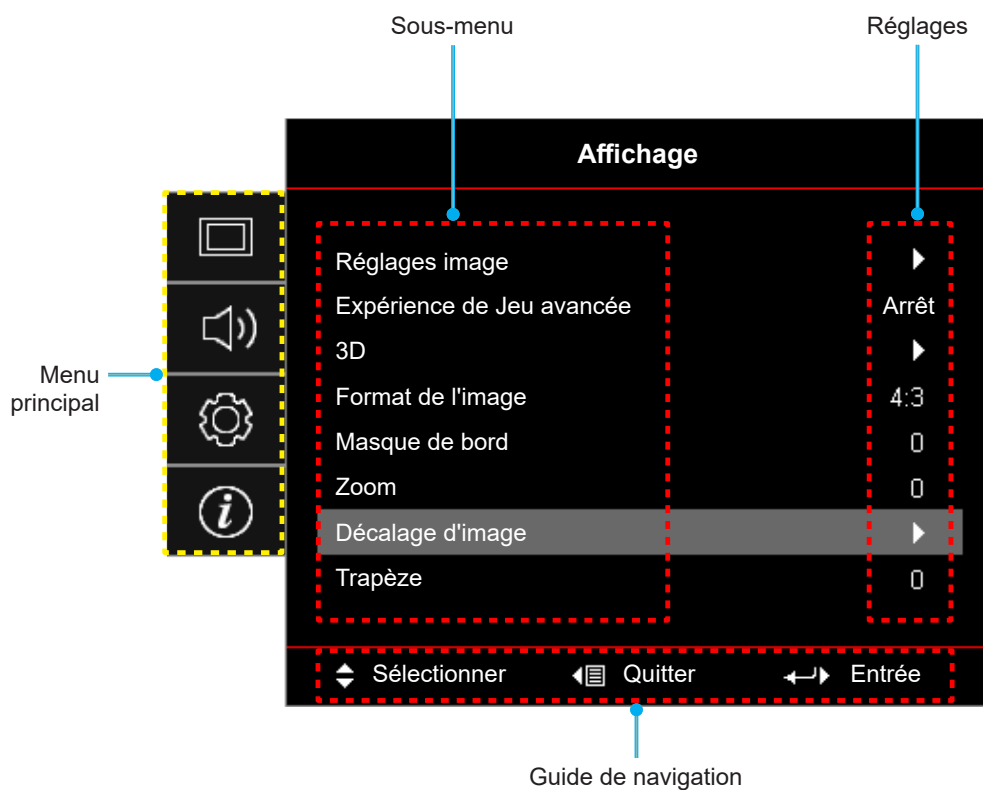 Sous-menu
Réglages
Affichage
Menu
principal
Réglages image
Expérience de Jeu avancée Arrêt
3D
Format de l'image 4:3
Masque de bord 0
Zoom 0
Décalage d'image
Trapèze 0
Sélectionner Quitter Entrée
Guide de navigation